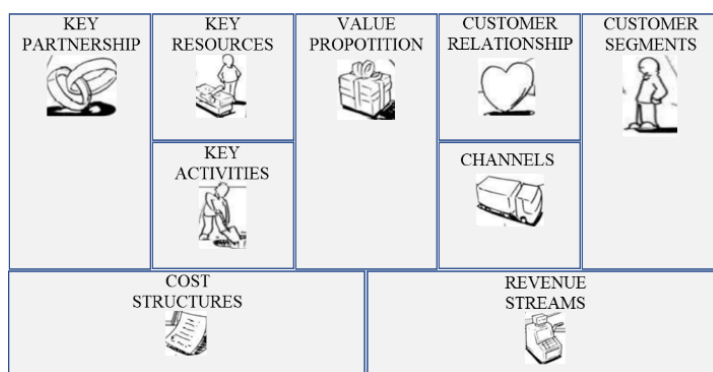 KEY
PARTNERSHIP
KEY
RESOURCES
KEY
ACTIVITIES
VALUE
PROPOTITION
CUSTOMER
RELATIONSHIP
CHANNELS
CUSTOMER
SEGMENTS
COST
STRUCTURES
REVENUE
STREAMS